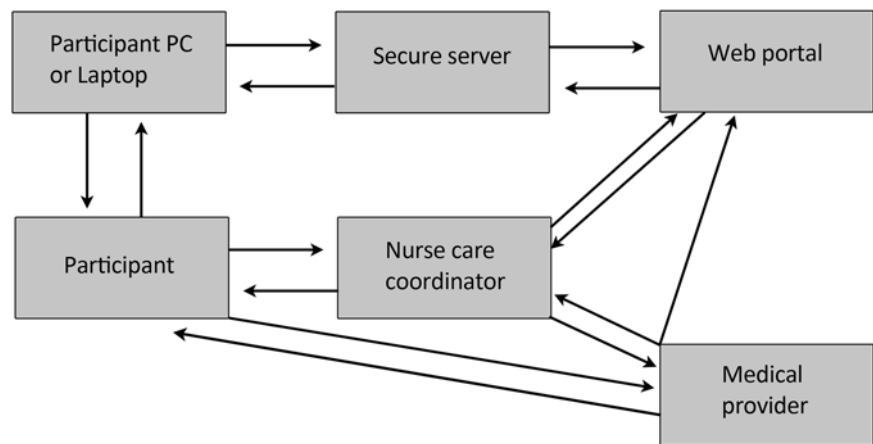 Participant PC
or Laptop
Secure server
Web portal
Participant
Nurse care
coordinator
Medical
provider